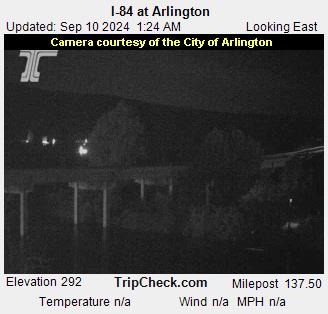 I-84 at Arlington
Updated: Sep 10 2024 1:24 AM Looking East
Camera courtesy of the City of Arlington
Elevation 292 TripCheck.com Milepost 137.50
Temperature n/a Wind n/a MPH n/a